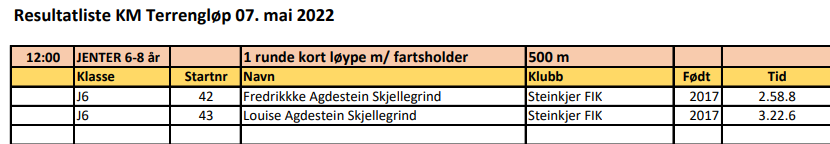 Resultatliste KM Terrengløp 07. mai 2022
12:00 JENTER 6-8 år 1 runde kort løype m/ fartsholder 500 m
Klasse Startnr Navn Klubb Født Tid
J6 42 Fredrikkke Agdestein Skjellegrind Steinkjer FIK 2017 2.58.8
J6 43 Louise Agdestein Skjellegrind Steinkjer FIK 2017 3.22.6